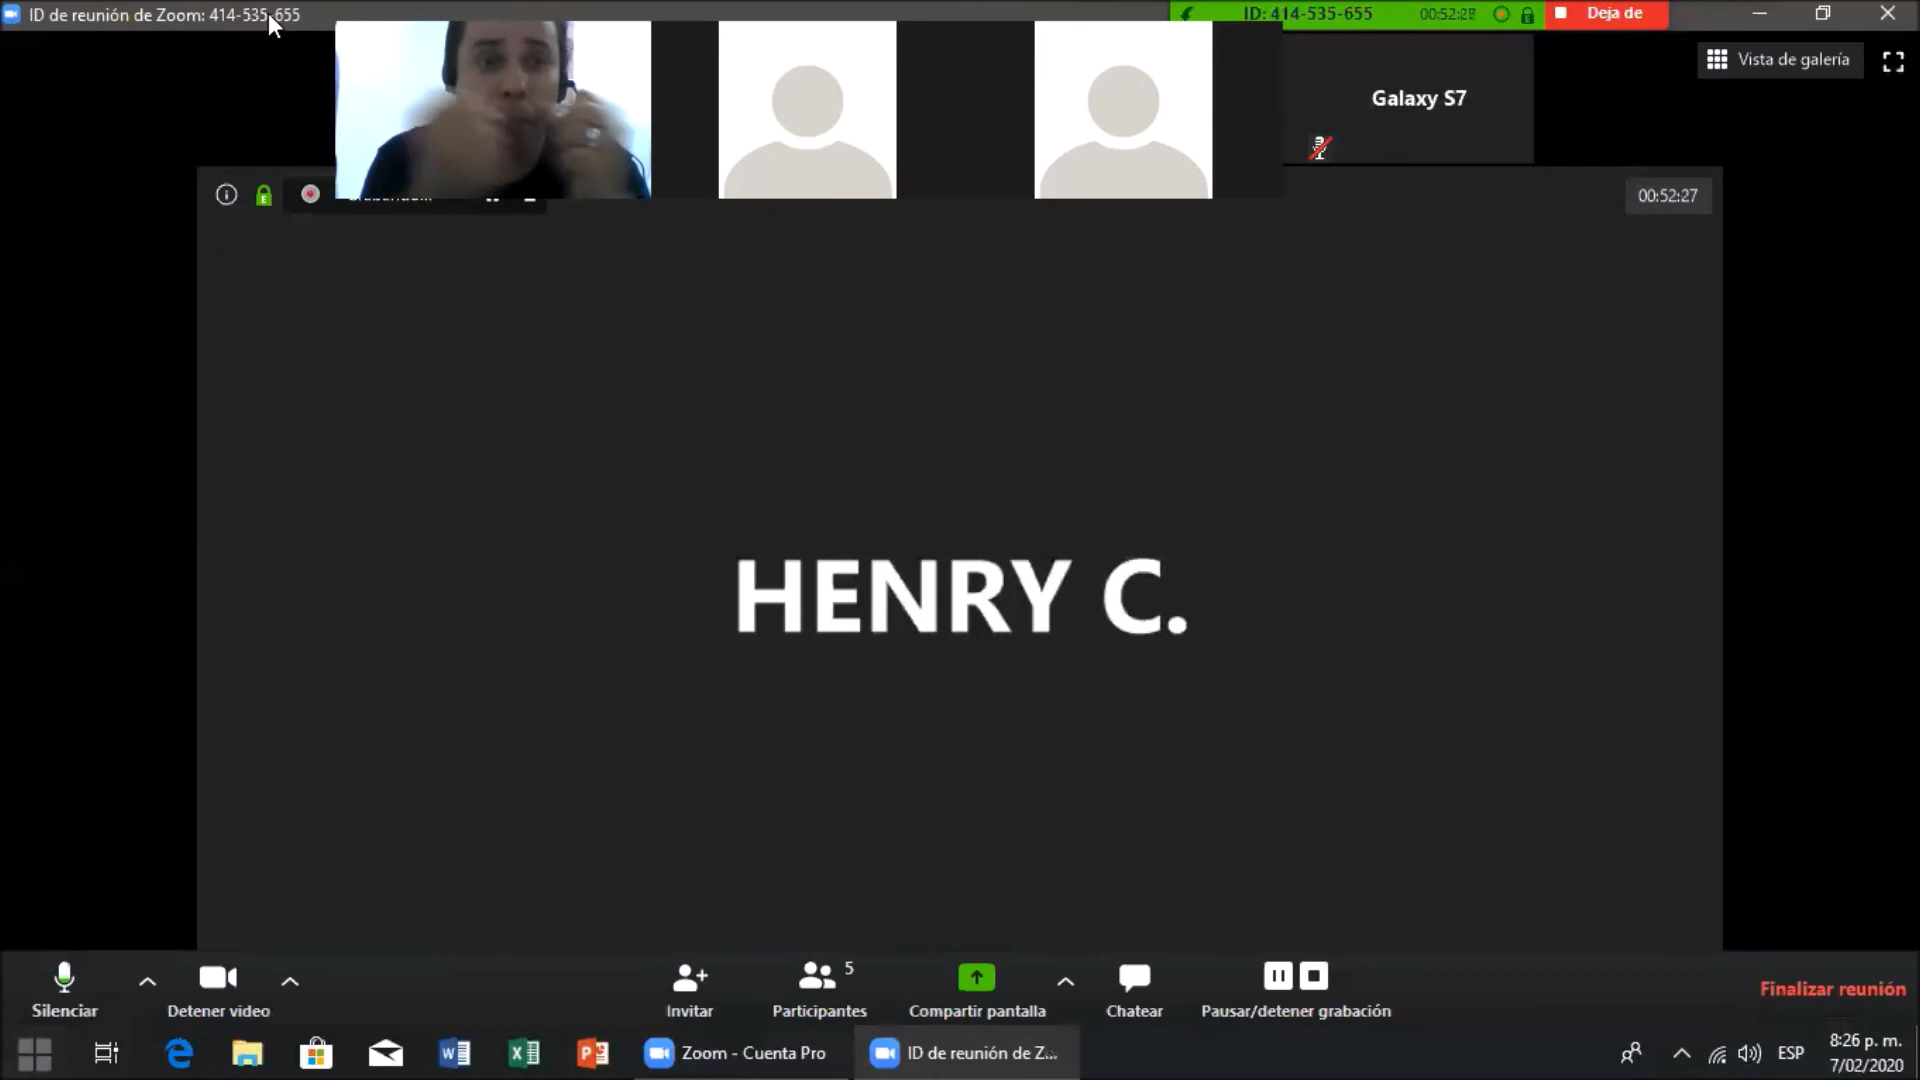 ID de reunión de Zoom: 414-535-655
ID: 414-535-655
00:52:27
Deja de
Vista de galería
Galaxy S7
00:52:27
HENRY C.
Silenciar
Detener video
Invitar
5
Participantes
Compartir pantalla
Chatear
Pausar/detener grabación
Finalizar reunión
Zoom - Cuenta Pro
ID de reunión de Z...
ESP
8:26 p. m.
7/02/2020